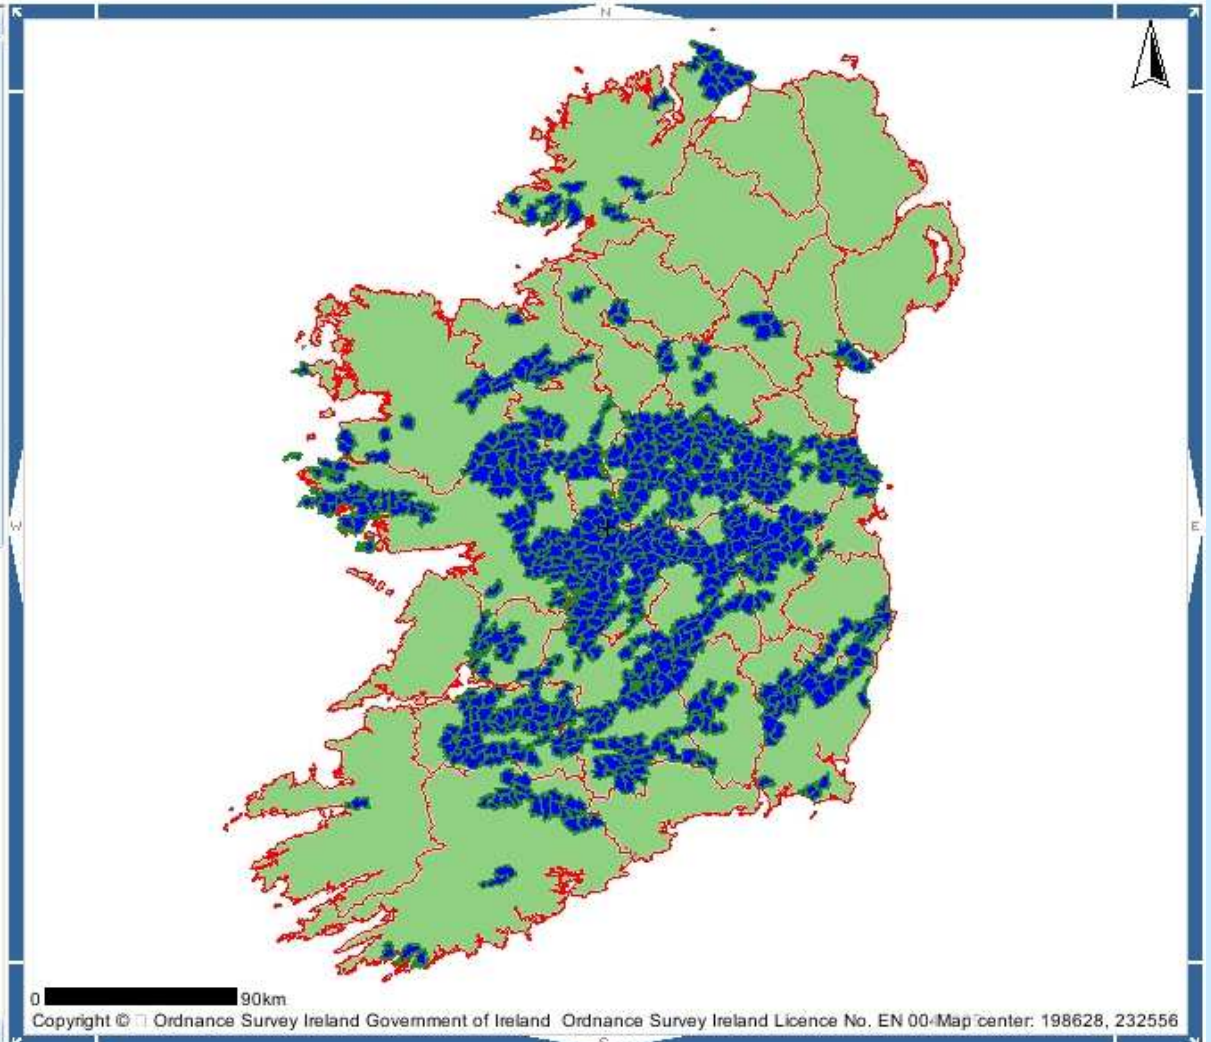 N
W
E
0 90km
Copyright © Ordnance Survey Ireland Government of Ireland Ordnance Survey Ireland Licence No. EN 004 Map center: 198628, 232556